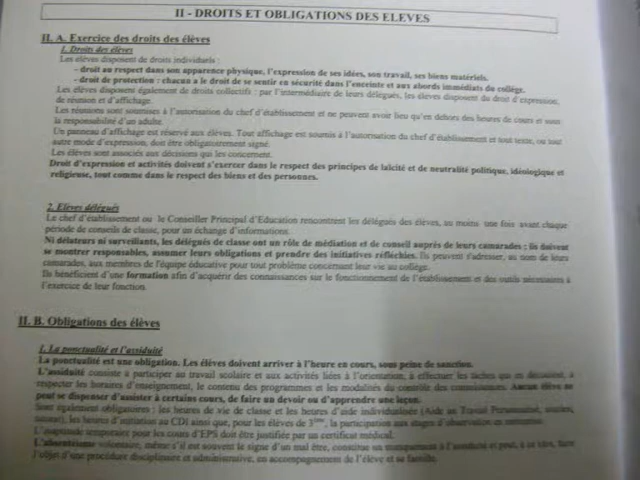 II - DROITS ET OBLIGATIONS DES ELEVES
II. A. Exercice des droits des élèves
1. Droits des élèves
Les élèves disposent de droits individuels :
- droit au respect dans son apparence physique, l'expression de ses idées, son travail, ses biens matériels.
- droit de protection : chacun a le droit de se sentir en sécurité dans l'enceinte et aux abords immédiats du collège.
Les élèves disposent également de droits collectifs : par l'intermédiaire de leurs délégués, les élèves disposent du droit d'expression,
de réunion et d'affichage.
Les réunions sont soumises à l'autorisation du chef d'établissement et ne peuvent avoir lieu qu'en dehors des heures de cours et sous
la responsabilité d'un adulte.
Un panneau d'affichage est réservé aux élèves. Tout affichage est soumis à l'autorisation du chef d'établissement et tout texte, ou tout
autre mode d'expression, doit être obligatoirement signé.
Les élèves sont associés aux décisions qui les concernent.
Droit d'expression et activités doivent s'exercer dans le respect des principes de laïcité et de neutralité politique, idéologique et
religieuse, tout comme dans le respect des biens et des personnes.
2. Elèves délégués
Le chef d'établissement ou le Conseiller Principal d'Education rencontrent les délégués des élèves, au moins une fois avant chaque
période de conseils de classe, pour un échange d'informations.
Ni délateurs ni surveillants, les délégués de classe ont un rôle de médiation et de conseil auprès de leurs camarades ; ils doivent
se montrer responsables, assumer leurs obligations et prendre des initiatives réfléchies. Ils peuvent s'adresser, au nom de leurs
camarades, aux membres de l'équipe éducative pour tout problème concernant leur vie au collège.
Ils bénéficient d'une formation afin d'acquérir des connaissances sur le fonctionnement de l'établissement et des outils nécessaires à
l'exercice de leur fonction.
II. B. Obligations des élèves
1. La ponctualité et l'assiduité
La ponctualité est une obligation. Les élèves doivent arriver à l'heure en cours, sous peine de sanction.
L'assiduité consiste à participer au travail scolaire et aux activités liées à l'orientation, à effectuer les tâches qui en découlent, à
respecter les horaires d'enseignement, le contenu des programmes et les modalités du contrôle des connaissances. Aucun élève ne
peut se dispenser d'assister à certains cours, de faire un devoir ou d'apprendre une leçon.
Sont également obligatoires : les heures de vie de classe et les heures d'aide individualisée (Aide au Travail Personnalisé, soutien,
tutorat), les heures d'initiation au CDI ainsi que, pour les élèves de 3ème, la participation aux stages d'observation en entreprise.
L'inaptitude temporaire pour les cours d'EPS doit être justifiée par un certificat médical.
L'absentéisme volontaire, même s'il est souvent le signe d'un mal être, constitue un manquement à l'assiduité et peut, à ce titre, faire
l'objet d'une procédure disciplinaire et administrative, en accompagnement de l'élève et sa famille.